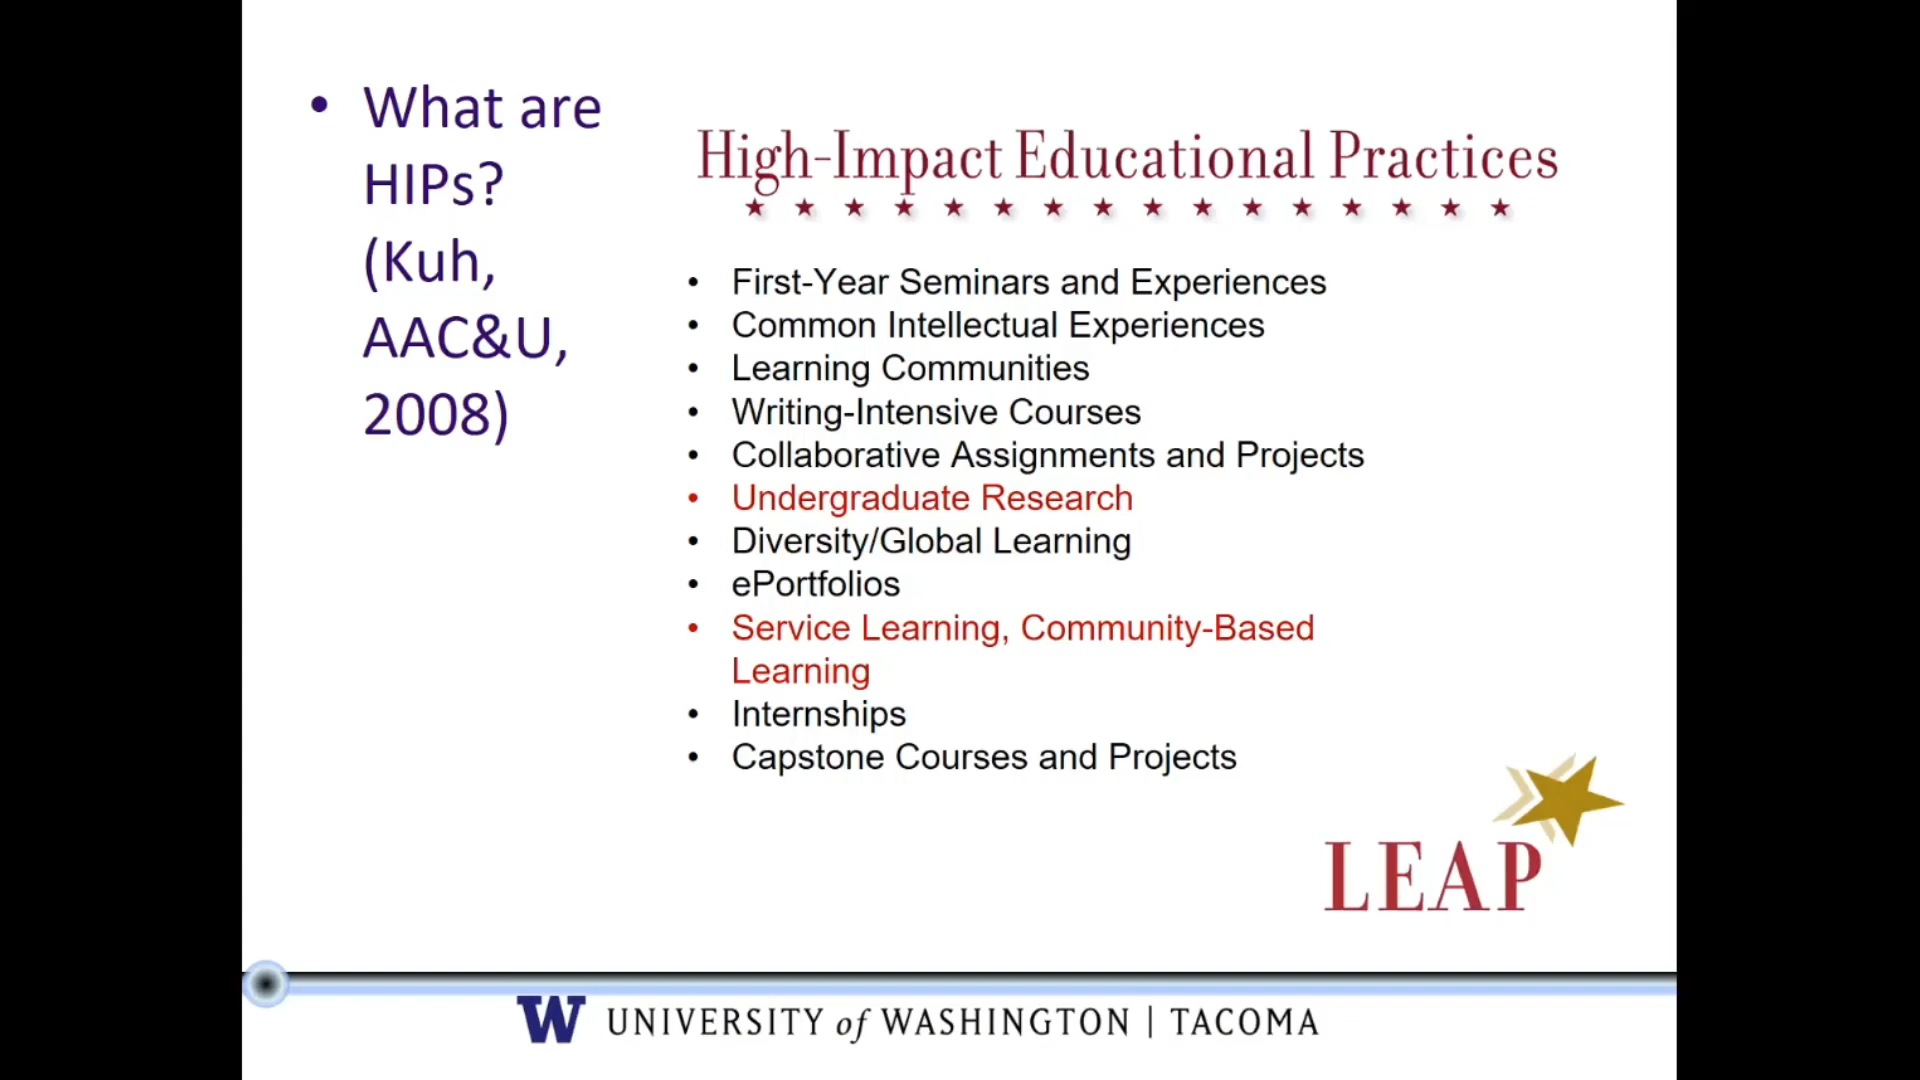 What are
HIPs?
(Kuh,
AAC&U,
2008)
High-Impact Educational Practices
First-Year Seminars and Experiences
Common Intellectual Experiences
Learning Communities
Writing-Intensive Courses
Collaborative Assignments and Projects
Undergraduate Research
Diversity/Global Learning
ePortfolios
Service Learning, Community-Based
Learning
Internships
Capstone Courses and Projects
LEAP
W UNIVERSITY of WASHINGTON | TACOMA